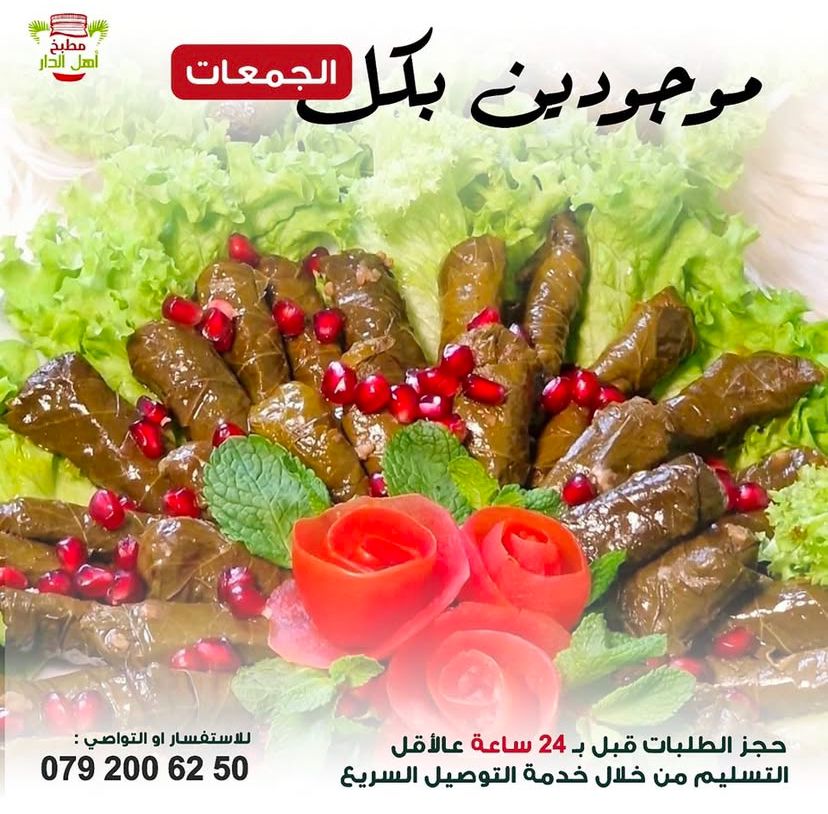 مطبخ
أهل الدار
موجودين بكل الجمعات
حجز الطلبات قبل بـ 24 ساعة عالأقل
التسليم من خلال خدمة التوصيل السريع
للاستفسار او التواصي :
079 200 62 50